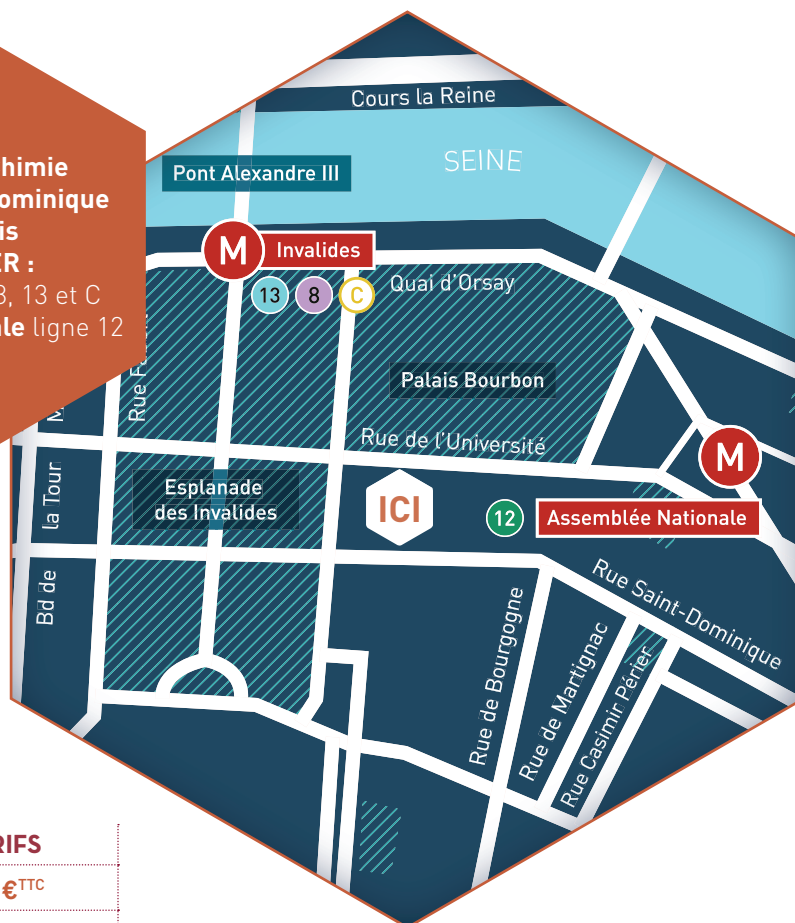 himie
ominique
is
ER :
8, 13 et C
ale ligne 12
Cours la Reine
SEINE
Pont Alexandre III
M
Invalides
13
8
C
Quai d'Orsay
Palais Bourbon
Rue de l'Université
M
la Tour
Bd de
Rue
Esplanade
des Invalides
ICI
12
Assemblée Nationale
Rue Saint-Dominique
Rue de Bourgogne
Rue de Martignac
Rue Casimir Périer
RIFS
€TTC